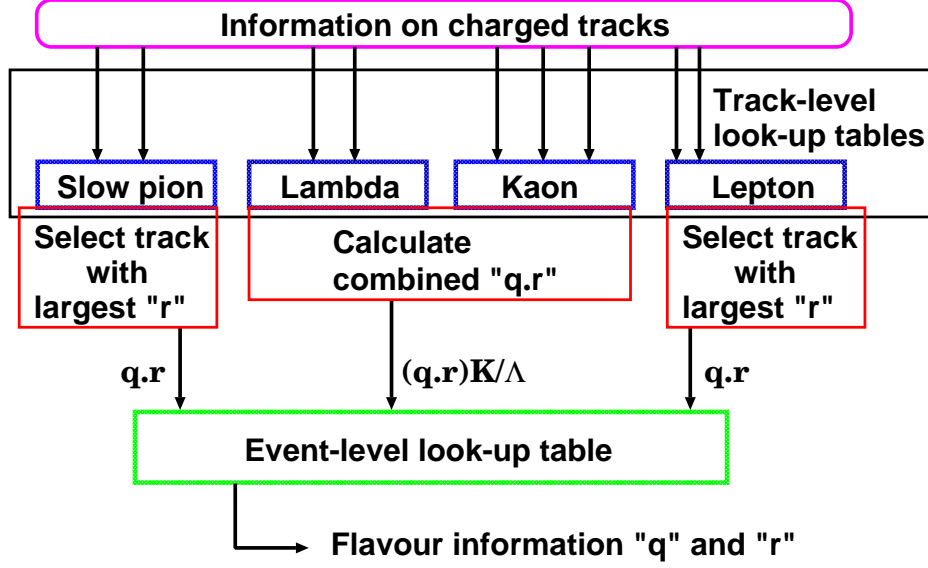 Information on charged tracks
Track-level
look-up tables
Slow pion
Lambda
Kaon
Lepton
Select track
with
largest "r"
Calculate
combined "q.r"
Select track
with
largest "r"
q.r
(q.r)K/Λ
q.r
Event-level look-up table
Flavour information "q" and "r"